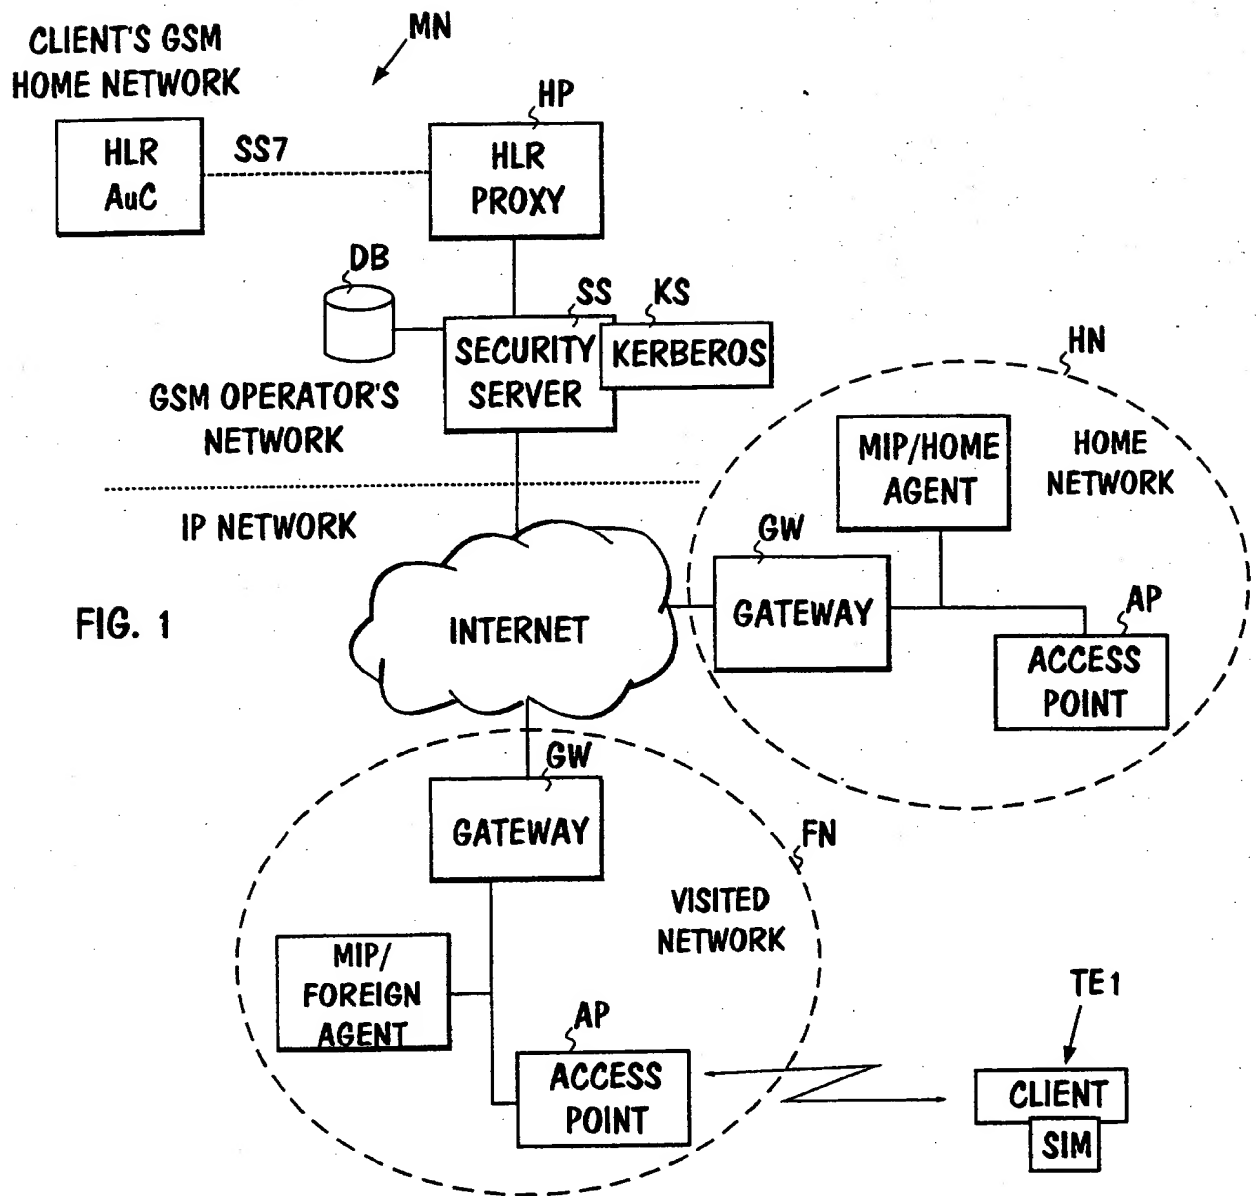 MN
CLIENT'S GSM
HOME NETWORK
HP
HLR
AuC
SS7
HLR
PROXY
DB
SS
KS
SECURITY
SERVER
KERBEROS
GSM OPERATOR'S
NETWORK
HN
MIP/HOME
AGENT
HOME
NETWORK
IP NETWORK
GW
GATEWAY
AP
ACCESS
POINT
FIG. 1
INTERNET
GW
GATEWAY
FN
VISITED
NETWORK
MIP/
FOREIGN
AGENT
AP
ACCESS
POINT
TE1
CLIENT
SIM